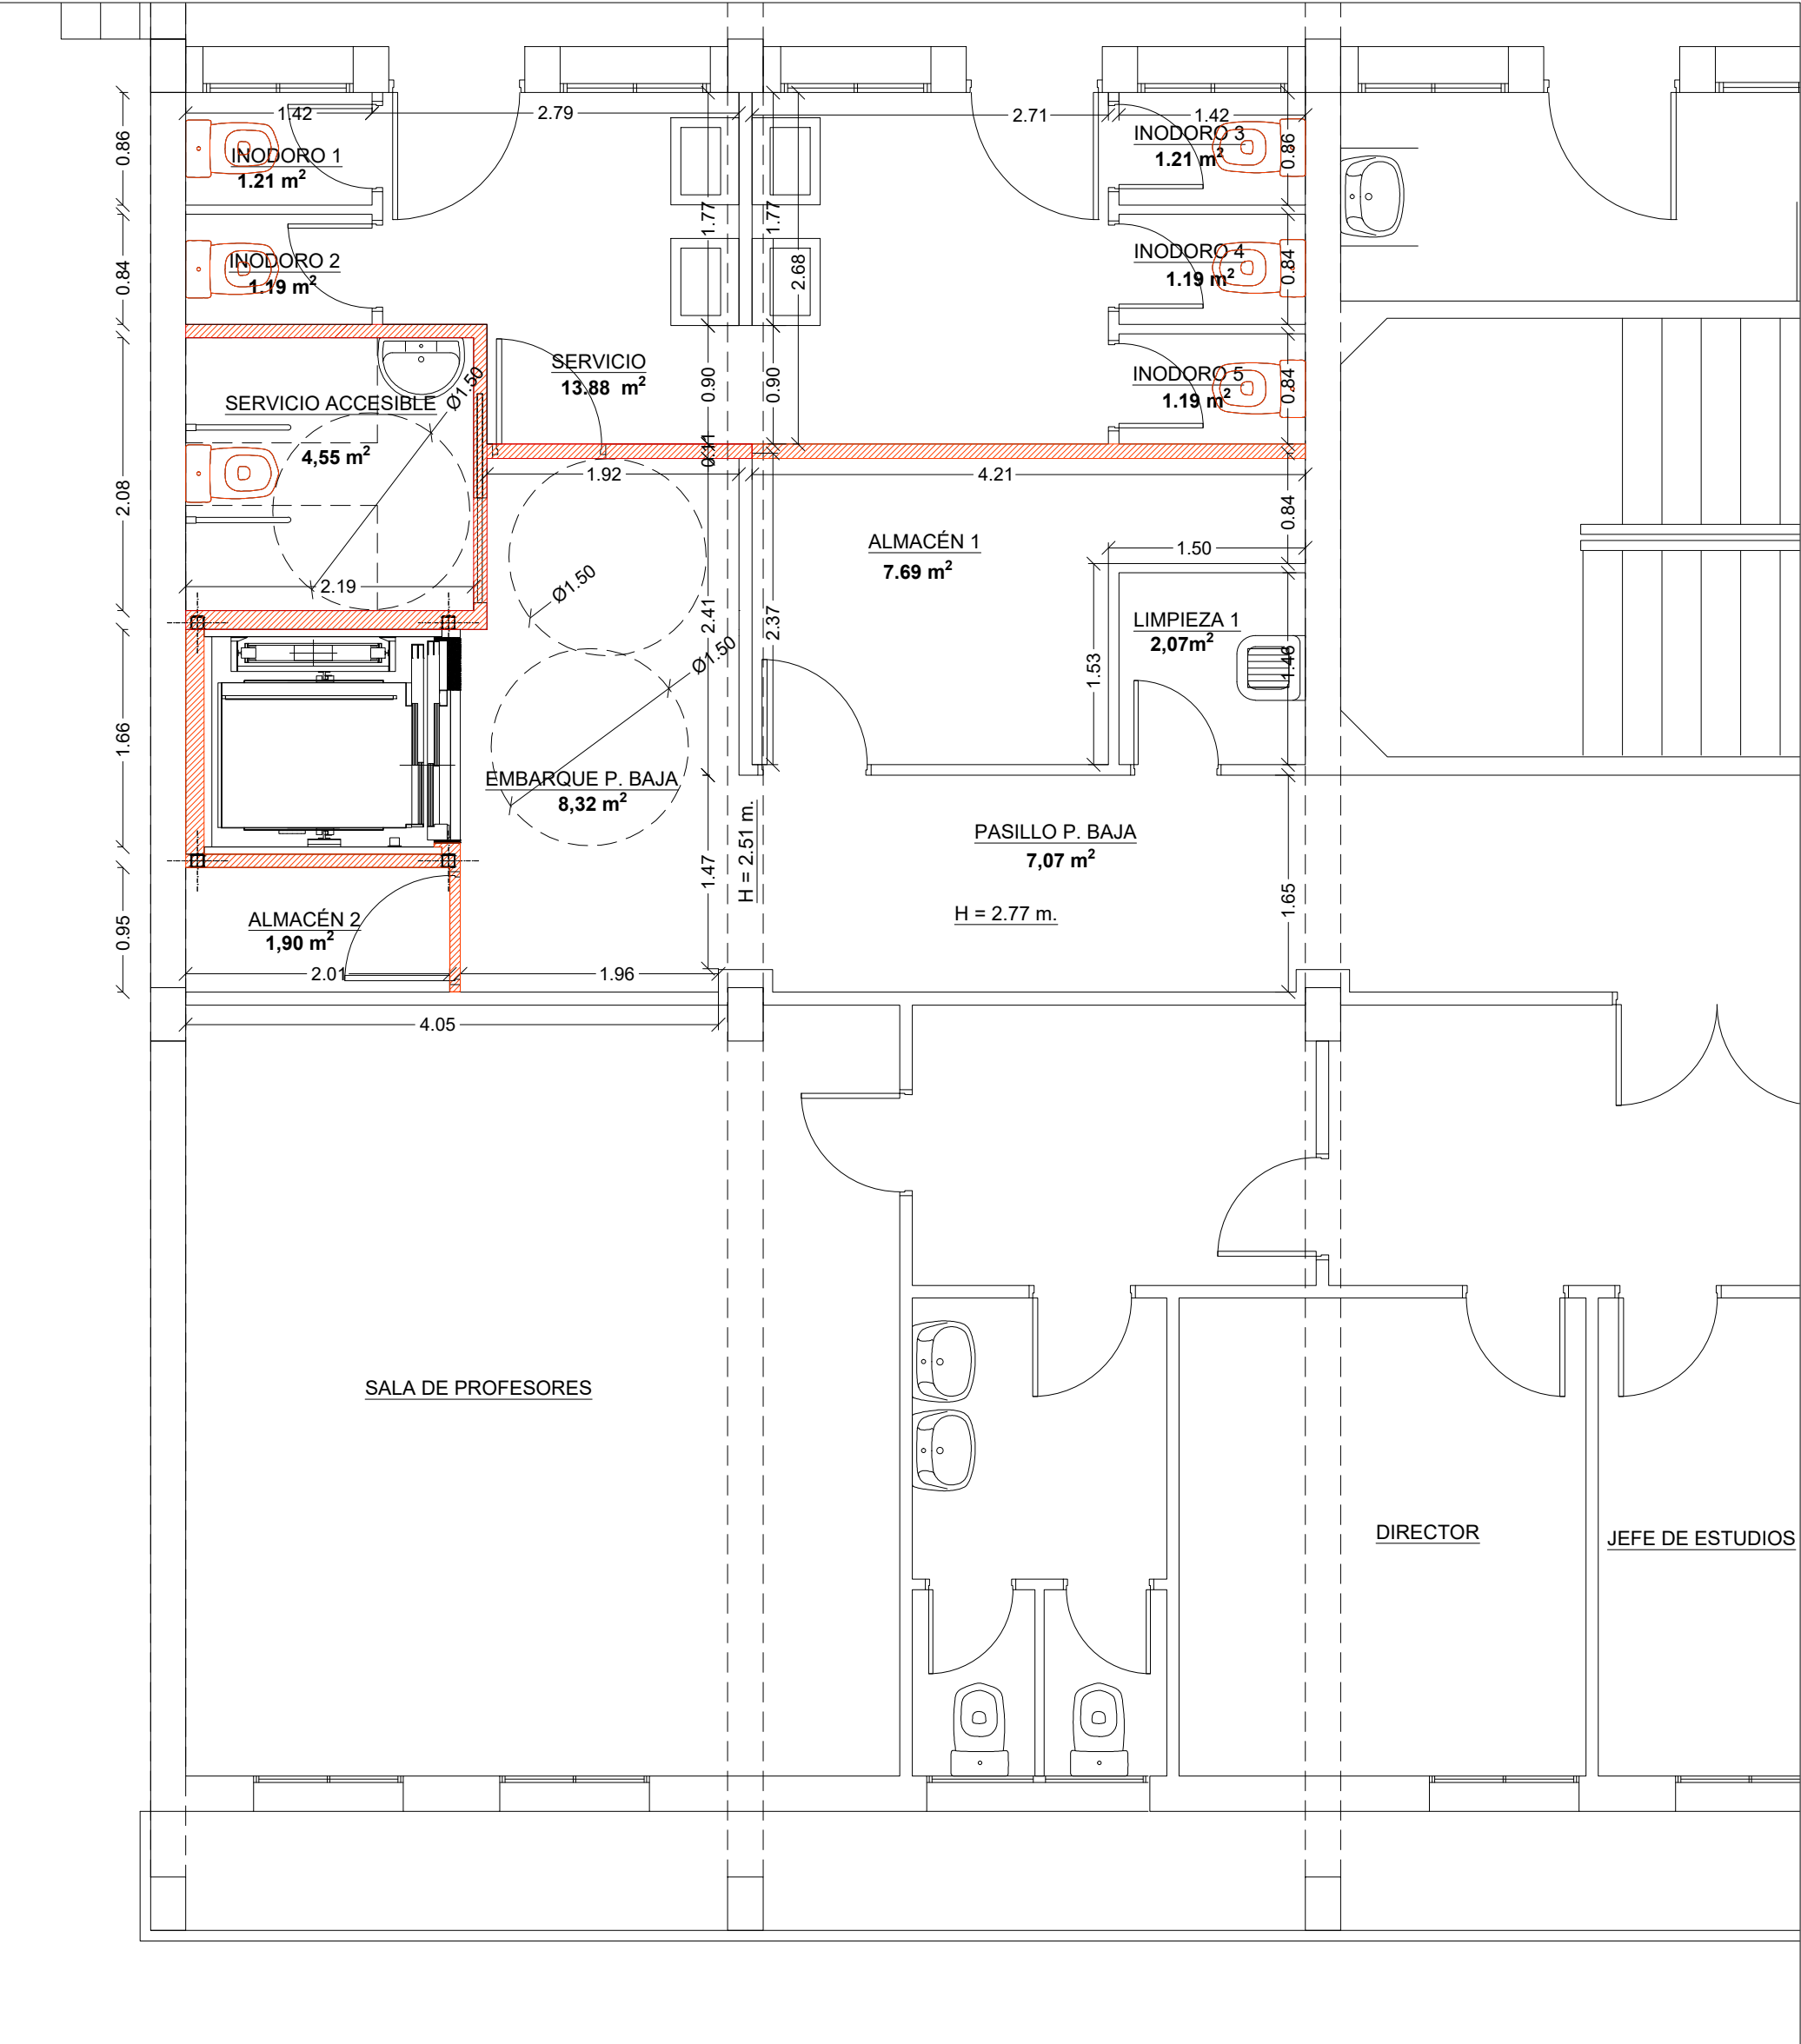 1.42
2.79
2.71
1.42
0.86
INODORO 1
1.21 m²
INODORO 3
1.21 m²
0.86
1.77
1.77
0.84
INODORO 2
1.19 m²
2.68
INODORO 4
1.19 m²
0.84
SERVICIO
13.88 m²
INODORO 5
1.19 m²
0.84
SERVICIO ACCESIBLE
4,55 m²
Ø1.50
0.90
0.90
0.11
1.92
4.21
2.08
2.19
Ø1.50
ALMACÉN 1
7.69 m²
0.84
1.50
2.41
2.37
LIMPIEZA 1
2,07m²
1.53
1.46
Ø1.50
1.66
EMBARQUE P. BAJA
8,32 m²
H = 2.51 m.
PASILLO P. BAJA
7,07 m²
1.47
1.65
H = 2.77 m.
0.95
ALMACÉN 2
1,90 m²
2.01
1.96
4.05
SALA DE PROFESORES
DIRECTOR
JEFE DE ESTUDIOS